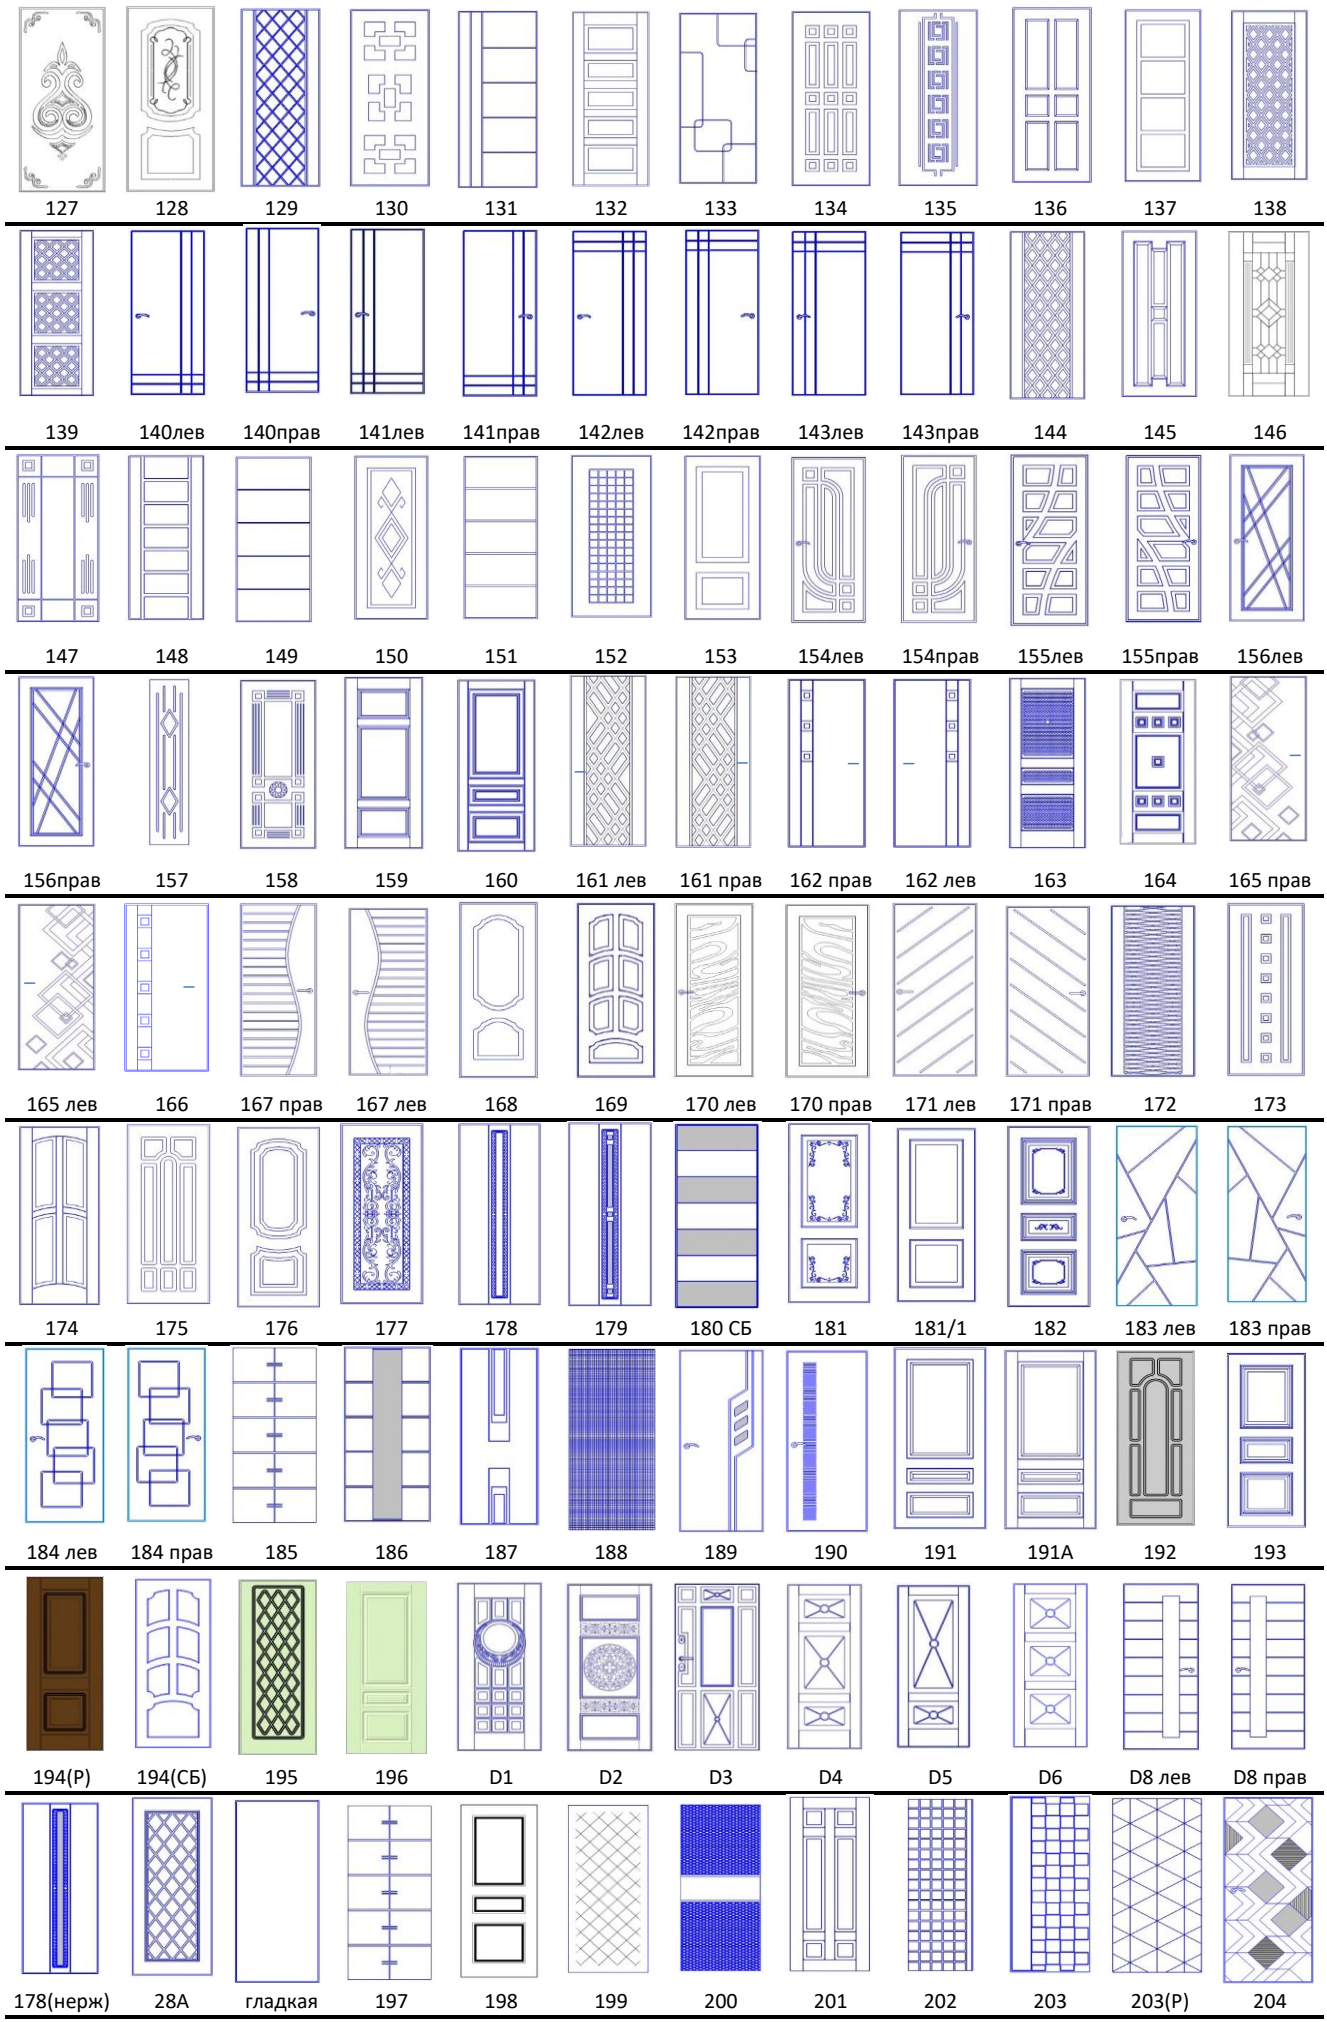 127 128 129 130 131 132 133 134 135 136 137 138
139 140лев 140прав 141лев 141прав 142лев 142прав 143лев 143прав 144 145 146
147 148 149 150 151 152 153 154лев 154прав 155лев 155прав 156лев
156прав 157 158 159 160 161 лев 161 прав 162 прав 162 лев 163 164 165 прав
165 лев 166 167 прав 167 лев 168 169 170 лев 170 прав 171 лев 171 прав 172 173
174 175 176 177 178 179 180 СБ 181 181/1 182 183 лев 183 прав
184 лев 184 прав 185 186 187 188 189 190 191 191А 192 193
194(Р) 194(СБ) 195 196 D1 D2 D3 D4 D5 D6 D8 лев D8 прав
178(нерж) 28А гладкая 197 198 199 200 201 202 203 203(Р) 204